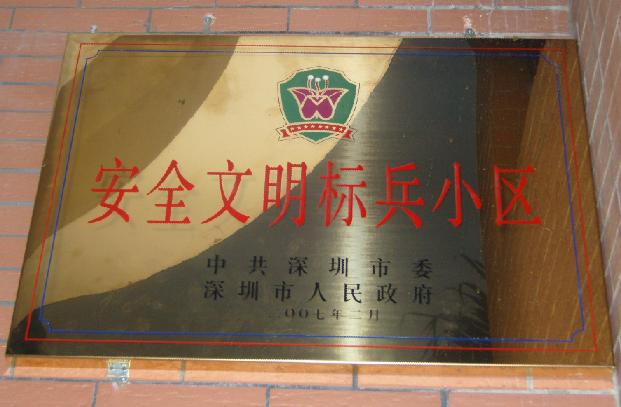 安全文明标兵小区
中共深圳市委
深圳市人民政府
二〇〇七年二月